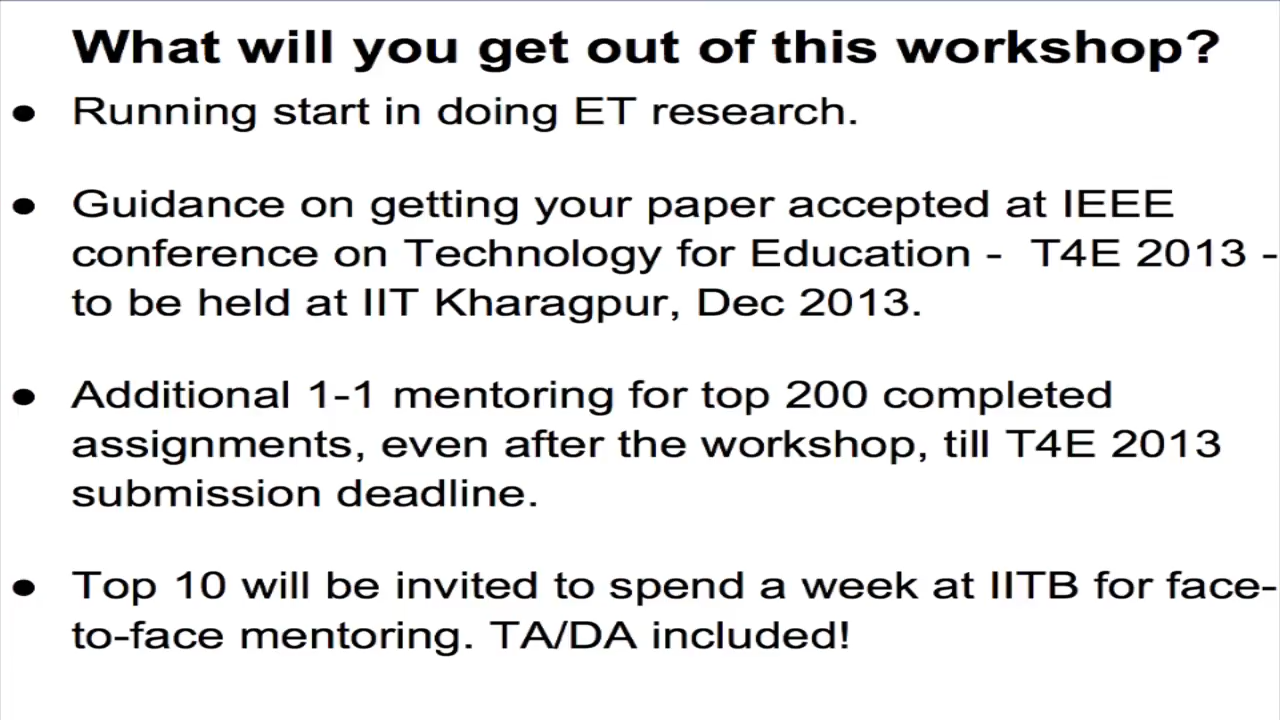 What will you get out of this workshop?
● Running start in doing ET research.
● Guidance on getting your paper accepted at IEEE
conference on Technology for Education - T4E 2013 -
to be held at IIT Kharagpur, Dec 2013.
● Additional 1-1 mentoring for top 200 completed
assignments, even after the workshop, till T4E 2013
submission deadline.
● Top 10 will be invited to spend a week at IITB for face-
to-face mentoring. TA/DA included!